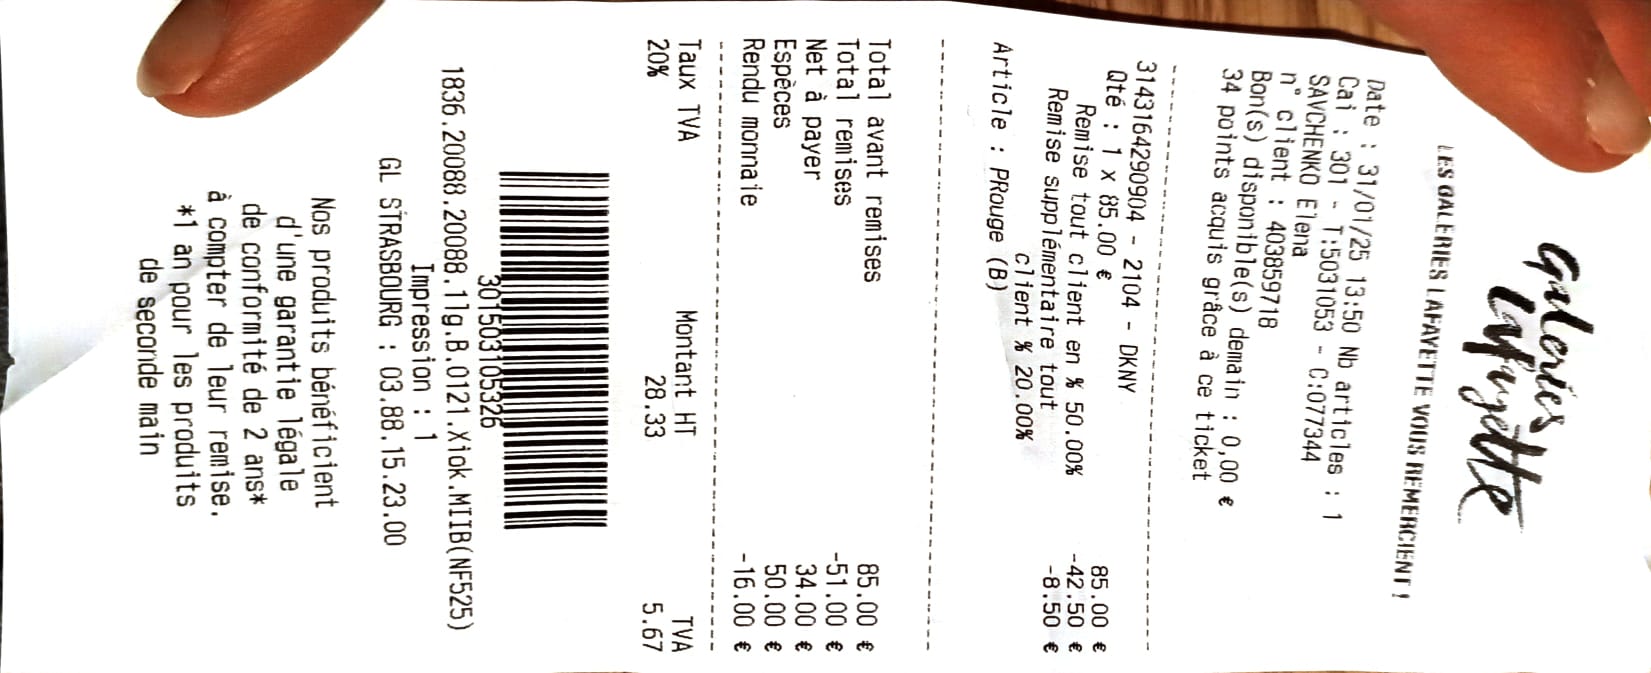 Galeries
Lafayette
LES GALERIES LAFAYETTE VOUS REMERCIENT !
Date : 31/01/25 13:50 Nb articles : 1
Cai : 301 - T:5031053 - C:077344
SAVCHENKO Elena
n° client : 403859718
Bon(s) disponible(s) demain : 0,00 €
34 points acquis grâce à ce ticket
3143164290904 - 2104 - DKNY
Qté : 1 x 85.00 € 85.00 €
Remise tout client en % 50.00% -42.50 €
Remise supplémentaire tout -8.50 €
client % 20.00%
Article : PRouge (B)
Total avant remises 85.00 €
Total remises -51.00 €
Net à payer 34.00 €
Espèces 50.00 €
Rendu monnaie -16.00 €
Taux TVA Montant HT TVA
20% 28.33 5.67
3015031053​26
1836.20088.20088.11g.B.0121.Xiok.MIIB(NF525)
Impression : 1
GL STRASBOURG : 03.88.15.23.00
Nos produits bénéficient
d'une garantie légale
de conformité de 2 ans*
à compter de leur remise.
*1 an pour les produits
de seconde main